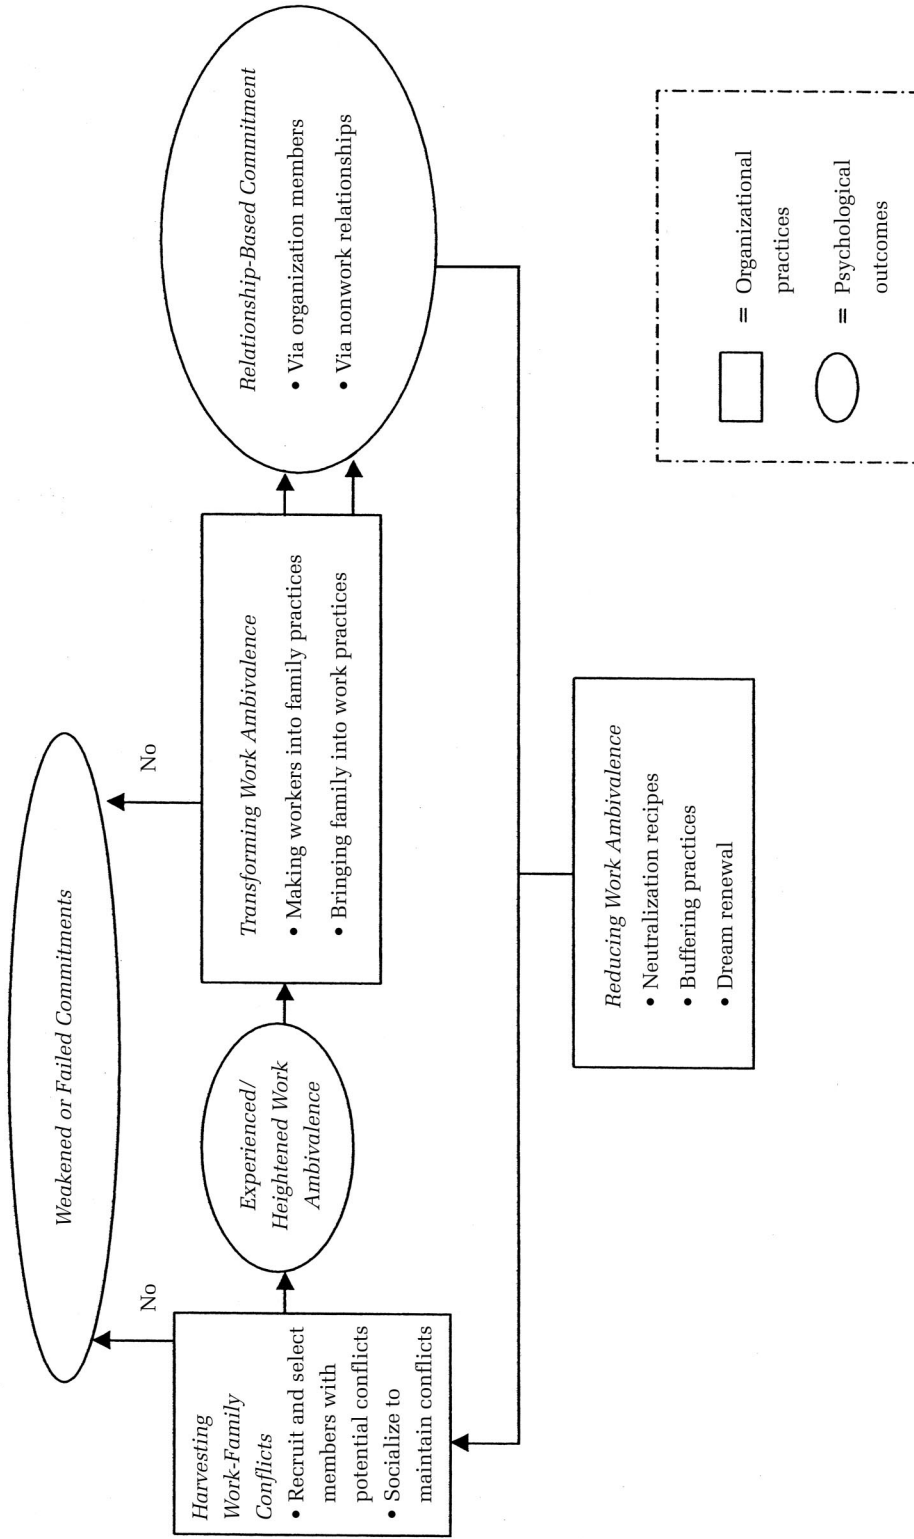 Weakened or Failed Commitments
No
No
Harvesting
Work-Family
Conflicts
• Recruit and select
members with
potential conflicts
• Socialize to
maintain conflicts
Experienced/
Heightened Work
Ambivalence
Transforming Work Ambivalence
• Making workers into family practices
• Bringing family into work practices
Relationship-Based Commitment
• Via organization members
• Via nonwork relationships
Reducing Work Ambivalence
• Neutralization recipes
• Buffering practices
• Dream renewal
= Organizational
practices
= Psychological
outcomes